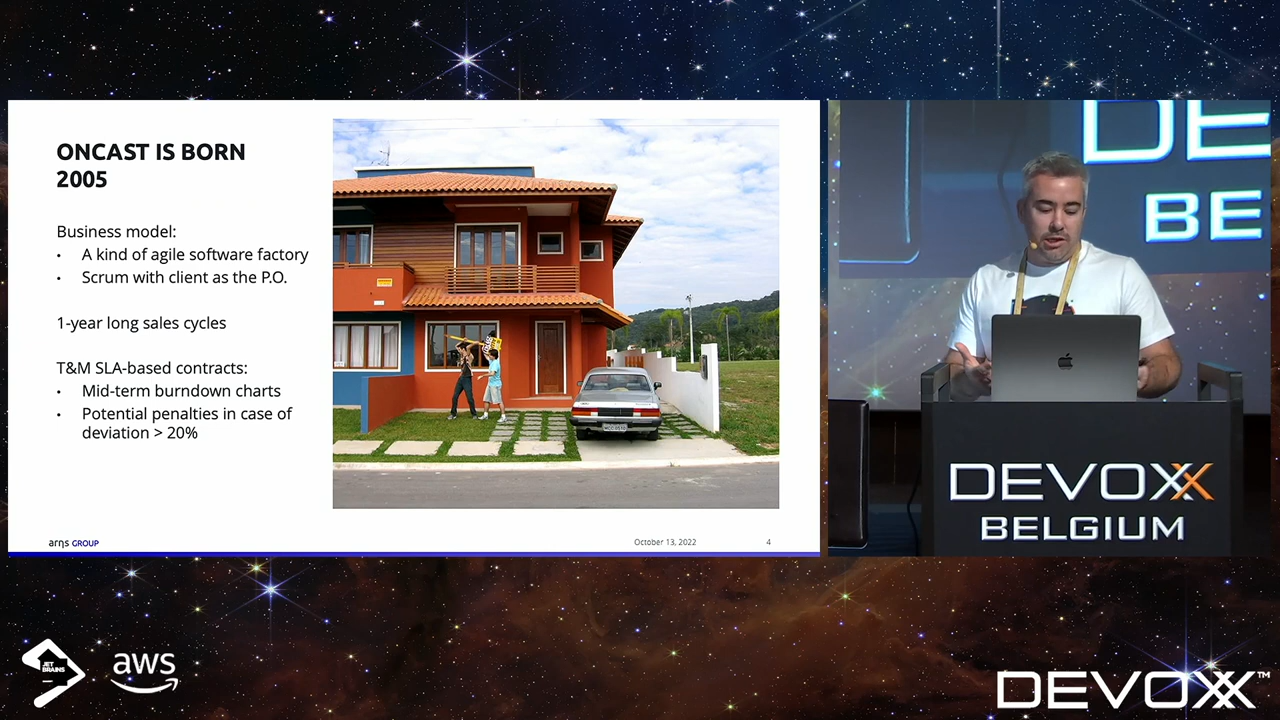 ONCAST IS BORN
2005
Business model:
• A kind of agile software factory
• Scrum with client as the P.O.
1-year long sales cycles
T&M SLA-based contracts:
• Mid-term burndown charts
• Potential penalties in case of
deviation > 20%
arηs GROUP
October 13, 2022
4
DE
BE
DEVOXX
BELGIUM
JET
BRAINS
aws
DEVOXX™